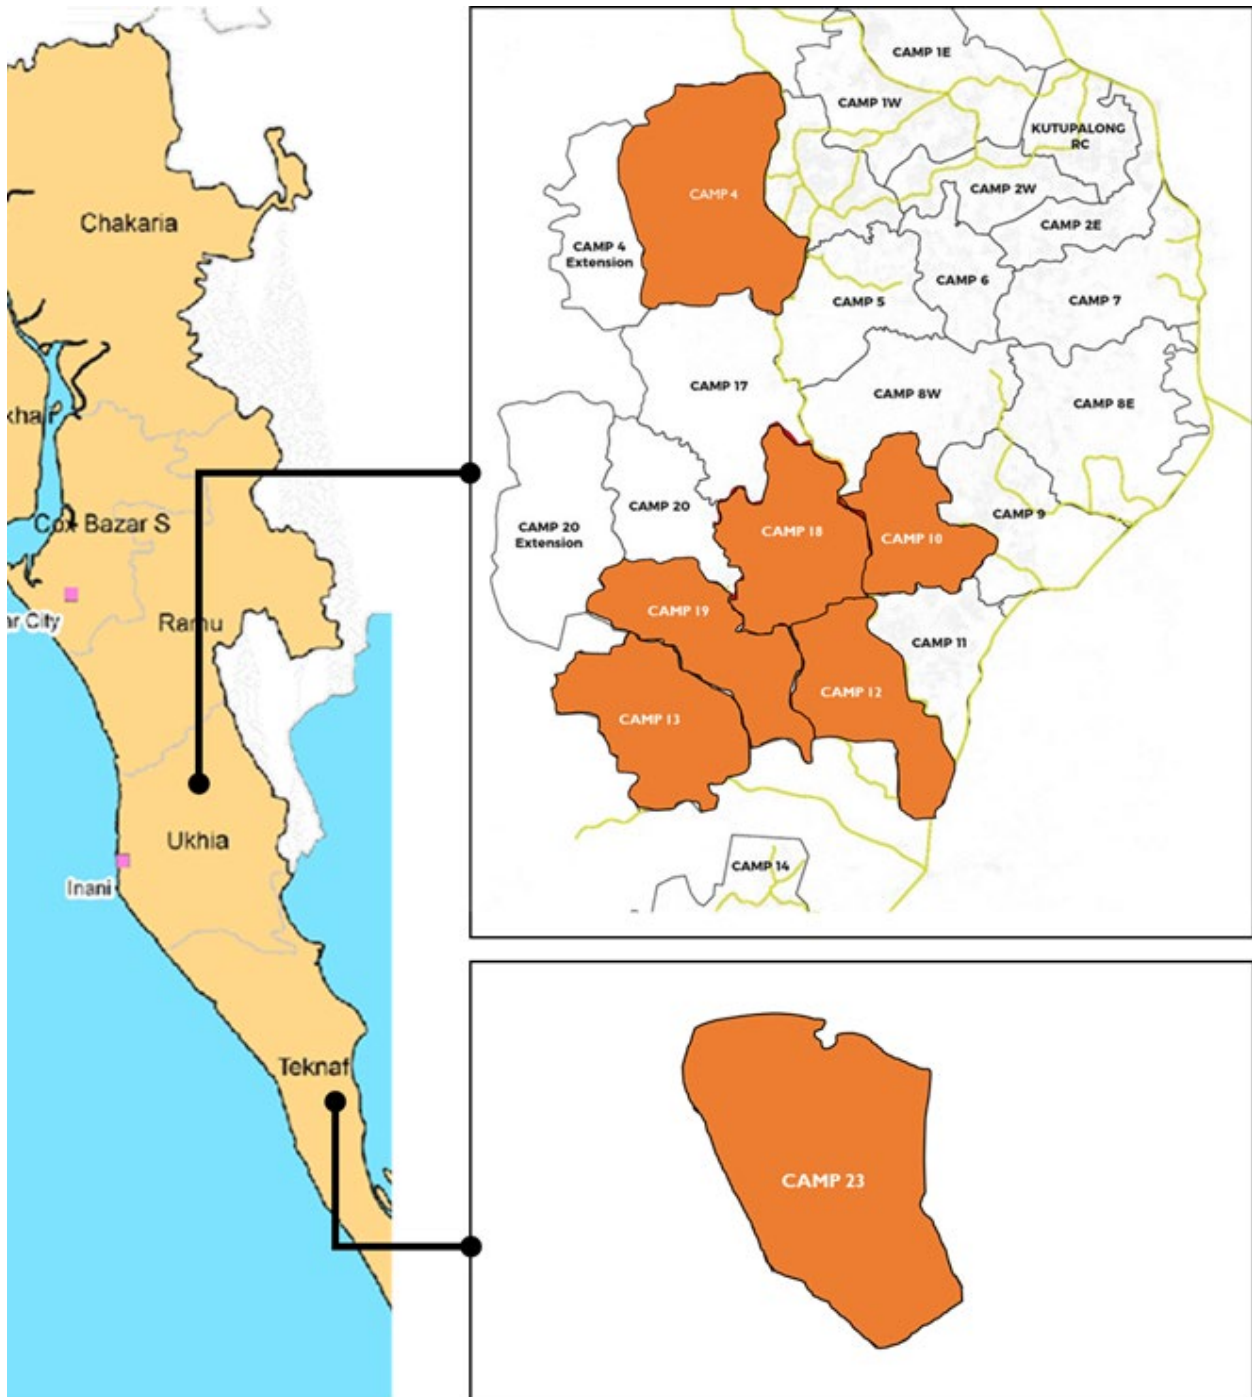 Chakaria
Cox Bazar S
Ramu
Ukhia
Inani
Teknaf
CAMP 1E
CAMP 1W
KUTUPALONG
RC
CAMP 4
CAMP 2W
CAMP 2E
CAMP 4
Extension
CAMP 6
CAMP 5
CAMP 7
CAMP 17
CAMP 8W
CAMP 8E
CAMP 20
CAMP 9
CAMP 20
Extension
CAMP 18
CAMP 10
CAMP 19
CAMP 11
CAMP 12
CAMP 13
CAMP 14
CAMP 23
ar City